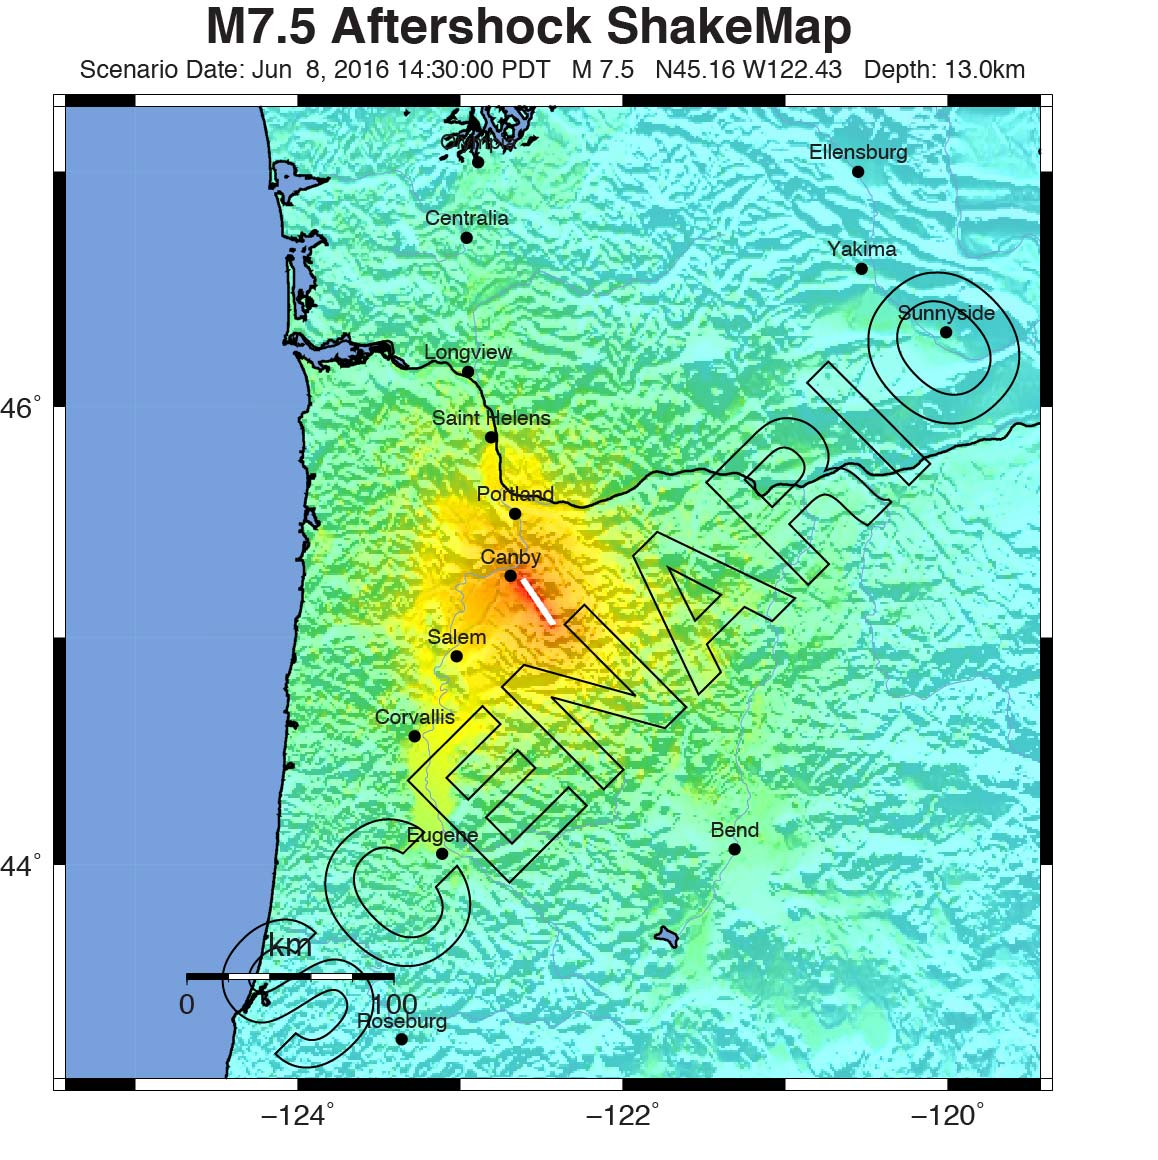 M7.5 Aftershock ShakeMap
Scenario Date: Jun 8, 2016 14:30:00 PDT M 7.5 N45.16 W122.43 Depth: 13.0km
Ellensburg
Centralia
Yakima
Sunnyside
Longview
46°
Saint Helens
Portland
Canby
Salem
Corvallis
Bend
Eugene
44°
SCENARIO
km
0 100
Roseburg
−124° −122° −120°